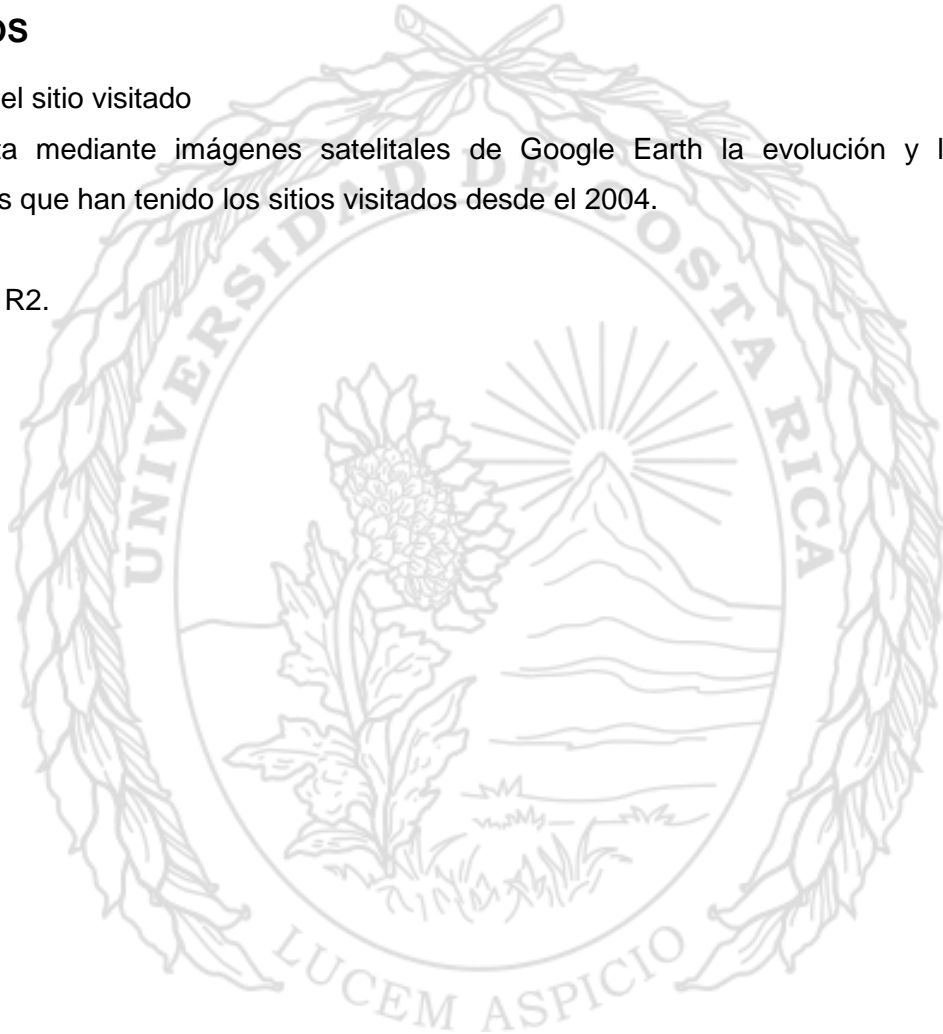 OS
el sitio visitado
ta mediante imágenes satelitales de Google Earth la evolución y l
s que han tenido los sitios visitados desde el 2004.
R2.
UNIVERSIDAD DE COSTA RICA
LUCEM ASPICIO